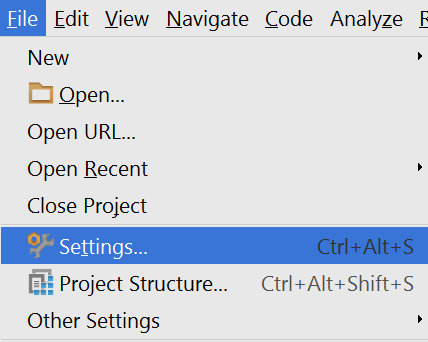 File Edit View Navigate Code Analyze
New
Open...
Open URL...
Open Recent
Close Project
Settings... Ctrl+Alt+S
Project Structure... Ctrl+Alt+Shift+S
Other Settings